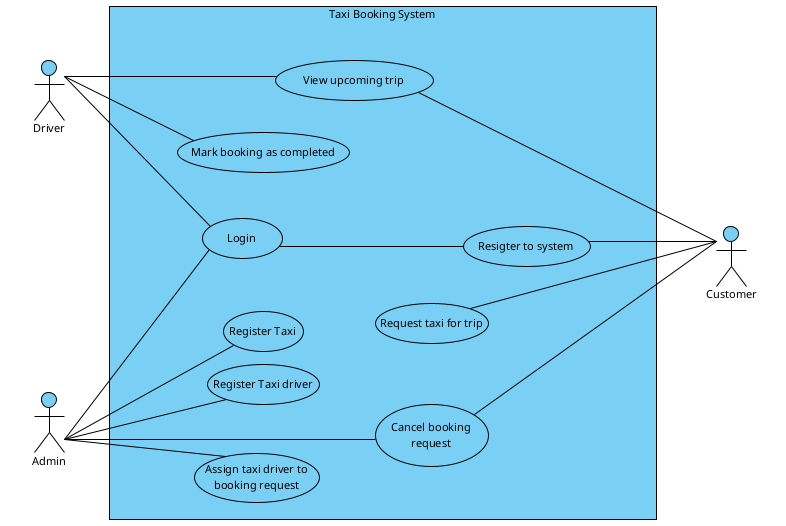 Taxi Booking System
View upcoming trip
Driver
Mark booking as completed
Login
Resigter to system
Customer
Register Taxi
Request taxi for trip
Register Taxi driver
Cancel booking
request
Admin
Assign taxi driver to
booking request